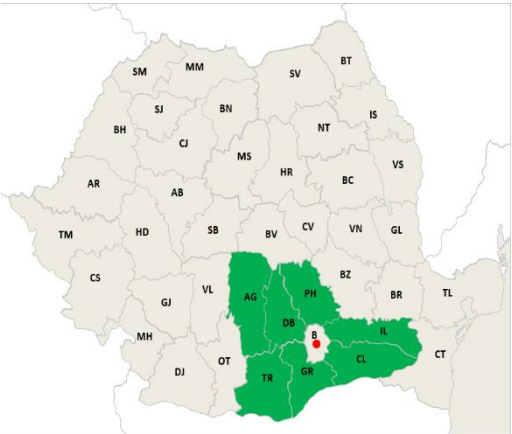 BT
MM
SM
SV
SJ
BN
IS
NT
BH
CJ
MS
VS
HR
BC
AR
AB
CV
VN
GL
SB
BV
HD
TM
BZ
CS
VL
PH
TL
AG
BR
GJ
DB
IL
B
MH
CT
OT
CL
DJ
GR
TR